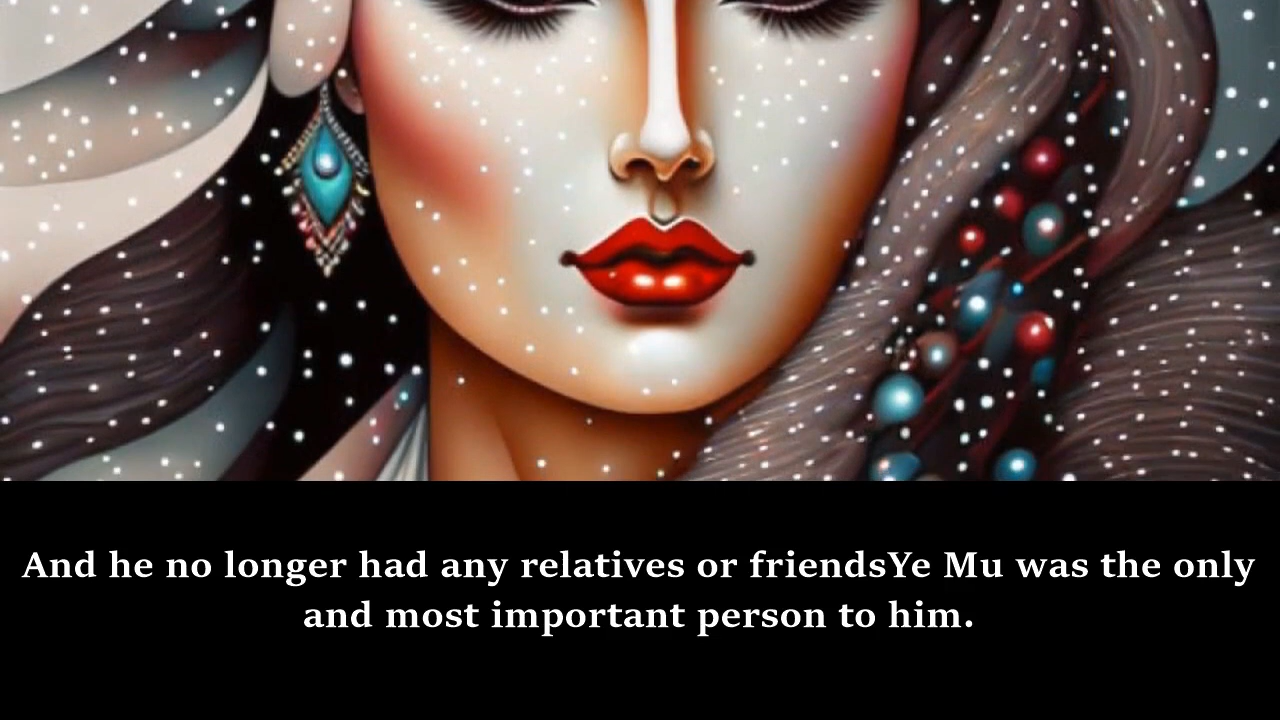 And he no longer had any relatives or friendsYe Mu was the only
and most important person to him.